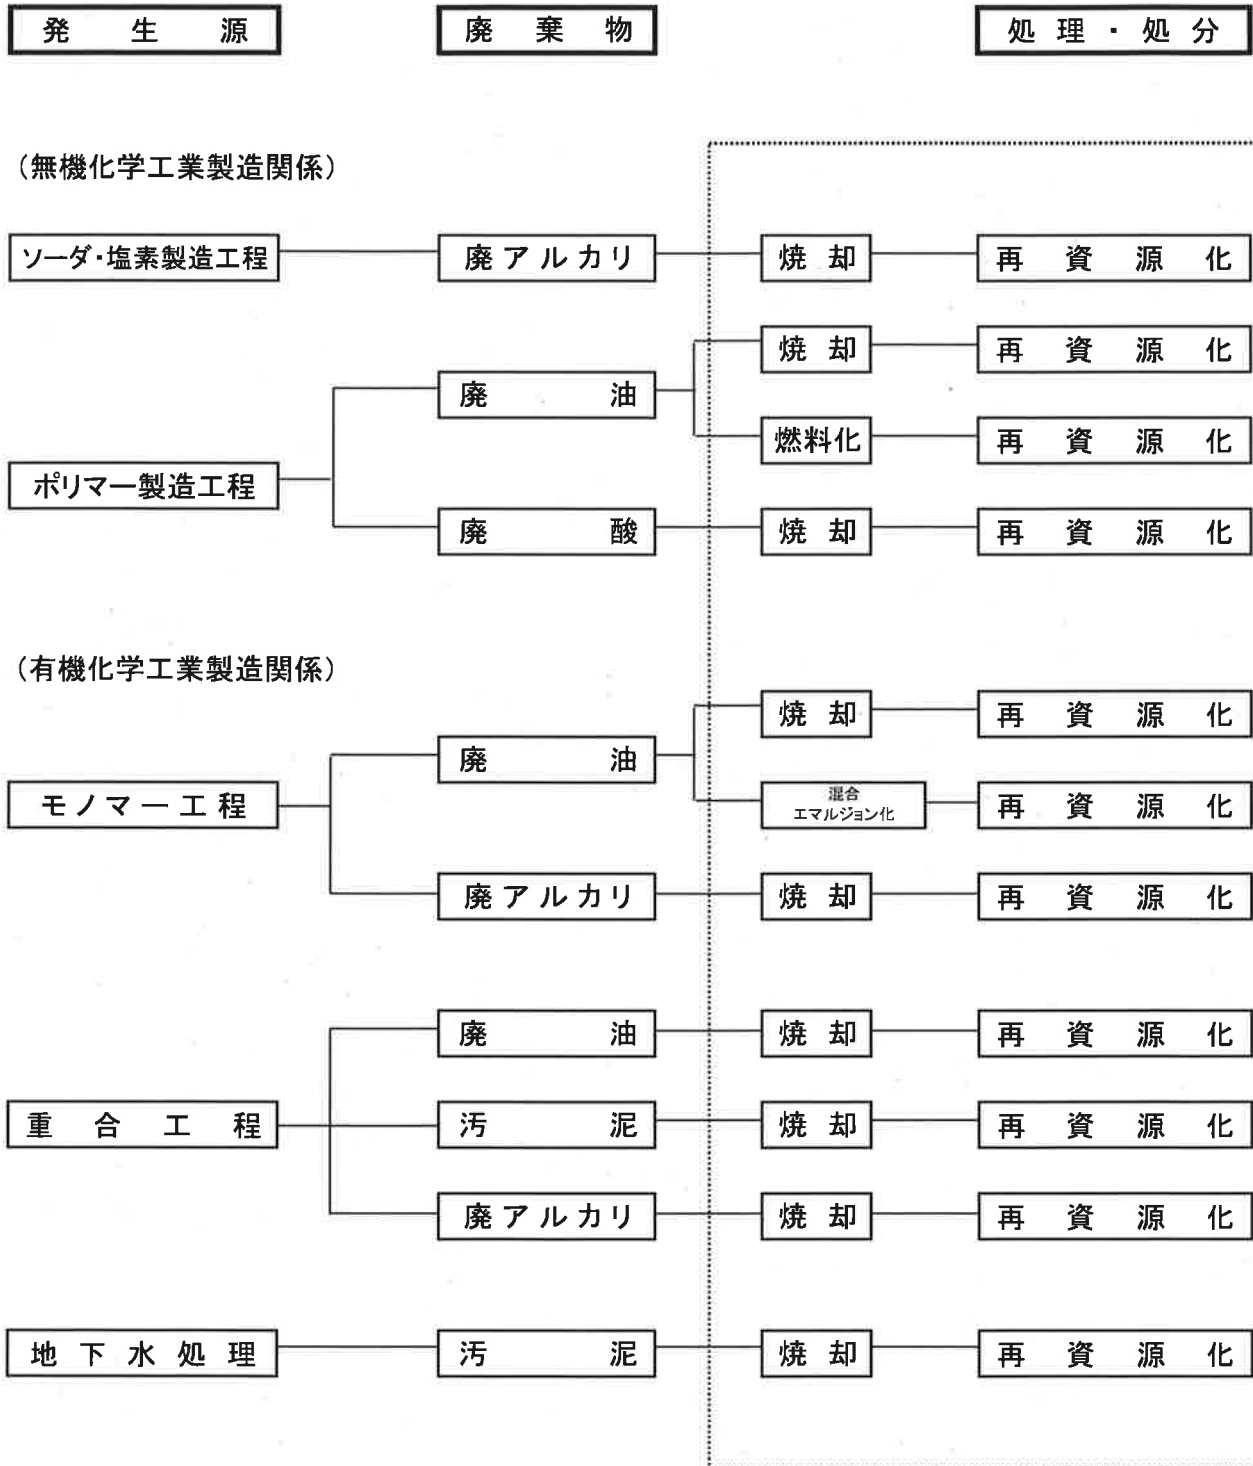 発生源 廃棄物 処理・処分
（無機化学工業製造関係）
ソーダ・塩素製造工程 廃アルカリ 焼却 再資源化
焼却 再資源化
廃油
燃料化 再資源化
ポリマー製造工程
廃酸 焼却 再資源化
（有機化学工業製造関係）
焼却 再資源化
廃油
モノマー工程
混合
エマルジョン化 再資源化
廃アルカリ 焼却 再資源化
廃油 焼却 再資源化
重合工程 汚泥 焼却 再資源化
廃アルカリ 焼却 再資源化
地下水処理 汚泥 焼却 再資源化